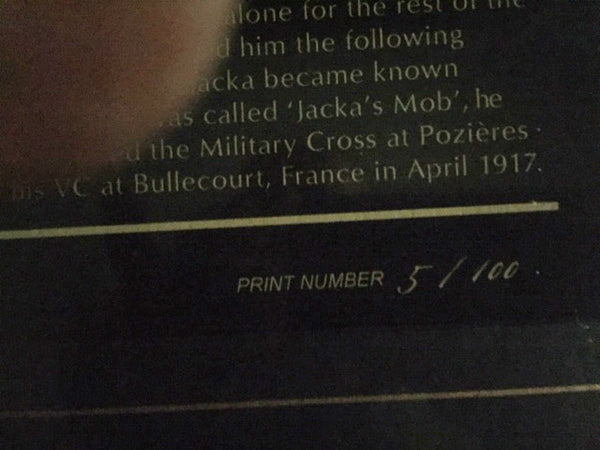 alone for the rest of the
him the following
acka became known
as called 'Jacka's Mob', he
the Military Cross at Pozières
his VC at Bullecourt, France in April 1917.
PRINT NUMBER 5/100.